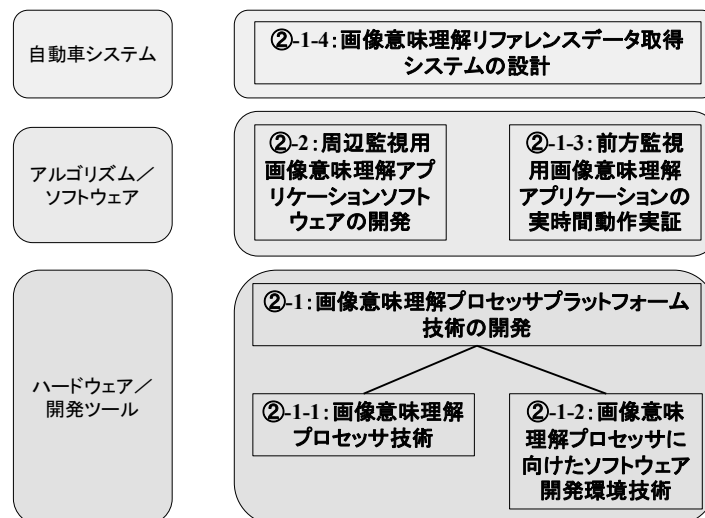 自動車システム
②-1-4：画像意味理解リファレンスデータ取得
システムの設計
アルゴリズム／
ソフトウェア
②-2：周辺監視用
画像意味理解アプ
リケーションソフト
ウェアの開発
②-1-3：前方監視
用画像意味理解
アプリケーションの
実時間動作実証
ハードウェア／
開発ツール
②-1：画像意味理解プロセッサプラットフォーム
技術の開発
②-1-1：画像意味理解
プロセッサ技術
②-1-2：画像意味
理解プロセッサに
向けたソフトウェア
開発環境技術